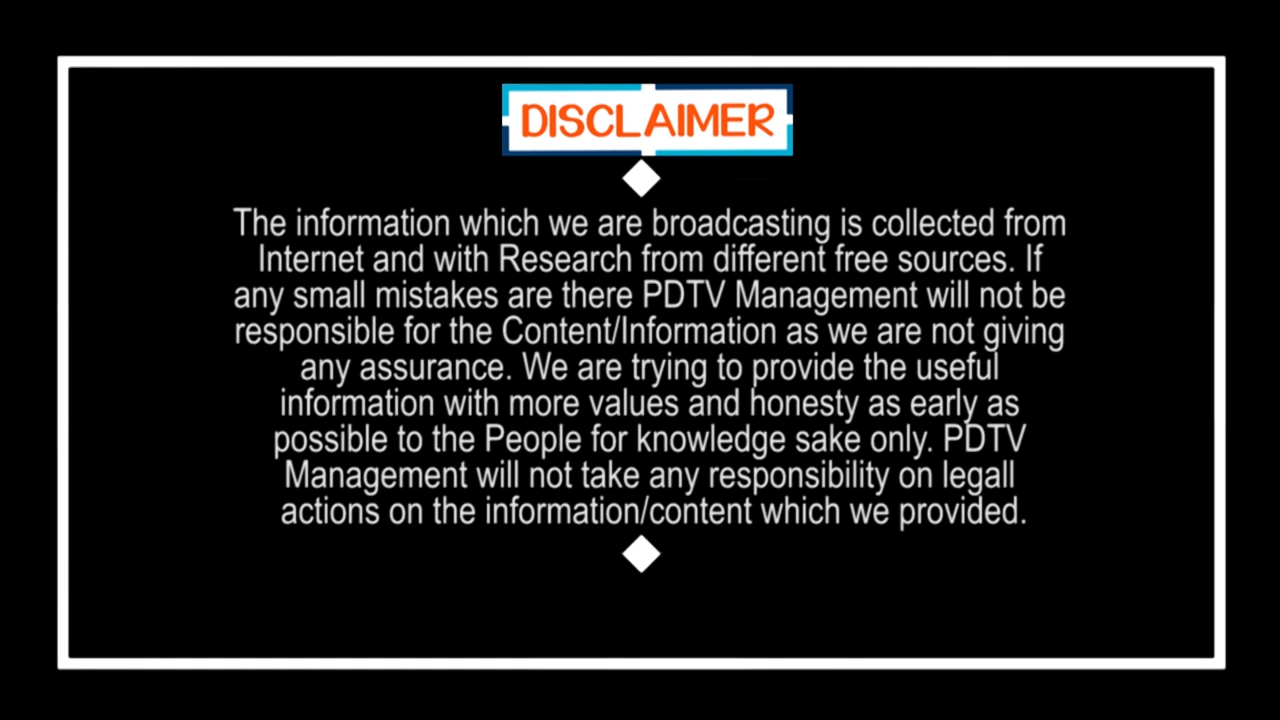 DISCLAIMER
The information which we are broadcasting is collected from
Internet and with Research from different free sources. If
any small mistakes are there PDTV Management will not be
responsible for the Content/Information as we are not giving
any assurance. We are trying to provide the useful
information with more values and honesty as early as
possible to the People for knowledge sake only. PDTV
Management will not take any responsibility on legall
actions on the information/content which we provided.